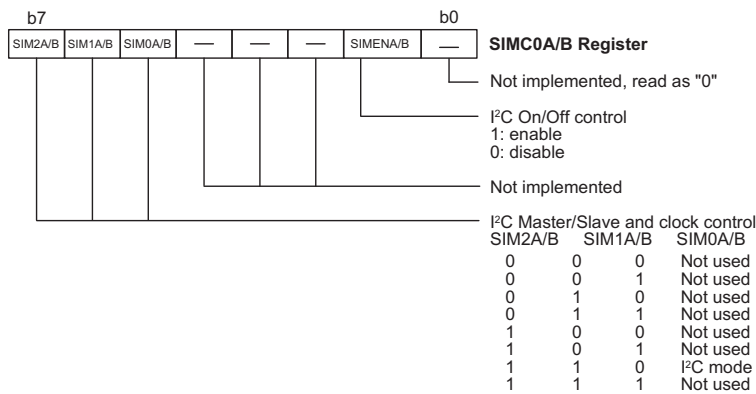 b7 b0
SIM2A/B SIM1A/B SIM0A/B — — — SIMENA/B — SIMC0A/B Register
Not implemented, read as "0"
I²C On/Off control
1: enable
0: disable
Not implemented
I²C Master/Slave and clock control
SIM2A/B SIM1A/B SIM0A/B
0 0 0 Not used
0 0 1 Not used
0 1 0 Not used
0 1 1 Not used
1 0 0 Not used
1 0 1 Not used
1 1 0 I²C mode
1 1 1 Not used